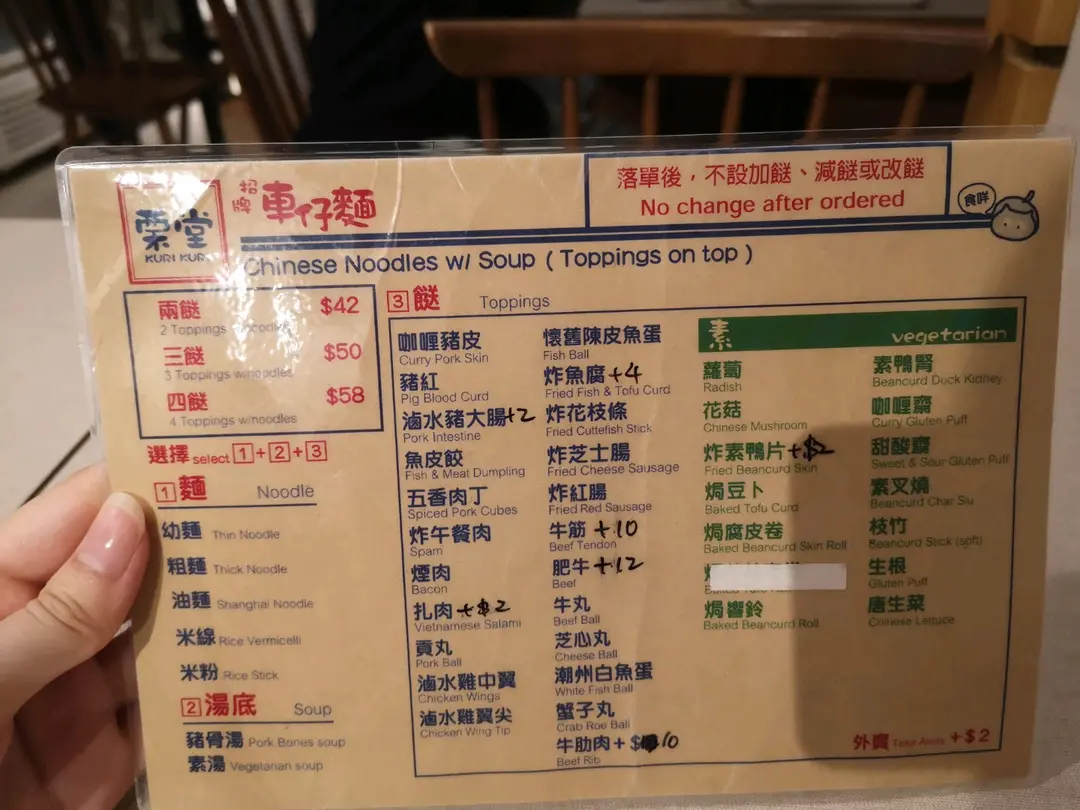 栗堂
KURI KURI
招牌 車仔麵
落單後，不設加餸、減餸或改餸
No change after ordered
食咩
Chinese Noodles w/ Soup ( Toppings on top )
兩餸 $42
2 Toppings w/noodles
三餸 $50
3 Toppings w/noodles
四餸 $58
4 Toppings w/noodles
選擇 select 1 + 2 + 3
1 麵 Noodle
幼麵 Thin Noodle
粗麵 Thick Noodle
油麵 Shanghai Noodle
米線 Rice Vermicelli
米粉 Rice Stick
2 湯底 Soup
豬骨湯 Pork Bones soup
素湯 Vegetarian soup
3 餸 Toppings
咖喱豬皮
Curry Pork Skin
豬紅
Pig Blood Curd
滷水豬大腸+2
Pork Intestine
魚皮餃
Fish & Meat Dumpling
五香肉丁
Spiced Pork Cubes
炸午餐肉
Spam
煙肉
Bacon
扎肉+$2
Vietnamese Salami
貢丸
Pork Ball
滷水雞中翼
Chicken Wings
滷水雞翼尖
Chicken Wing Tip
懷舊陳皮魚蛋
Fish Ball
炸魚腐+4
Fried Fish & Tofu Curd
炸花枝條
Fried Cuttefish Stick
炸芝士腸
Fried Cheese Sausage
炸紅腸
Fried Red Sausage
牛筋 +10
Beef Tendon
肥牛+12
Beef
牛丸
Beef Ball
芝心丸
Cheese Ball
潮州白魚蛋
White Fish Ball
蟹子丸
Crab Roe Ball
牛肋肉+$10
Beef Rib
素 vegetarian
蘿蔔
Radish
花菇
Chinese Mushroom
炸素鴨片+$2
Fried Beancurd Skin
焗豆卜
Baked Tofu Curd
焗腐皮卷
Baked Beancurd Skin Roll
焗響鈴
Baked Beancurd Roll
素鴨腎
Beancurd Duck Kidney
咖喱齋
Curry Gluten Puff
甜酸齋
Sweet & Sour Gluten Puff
素叉燒
Beancurd Char Siu
枝竹
Beancurd Stick (soft)
生根
Gluten Puff
唐生菜
Chinese Lettuce
外賣 Take Away +$2